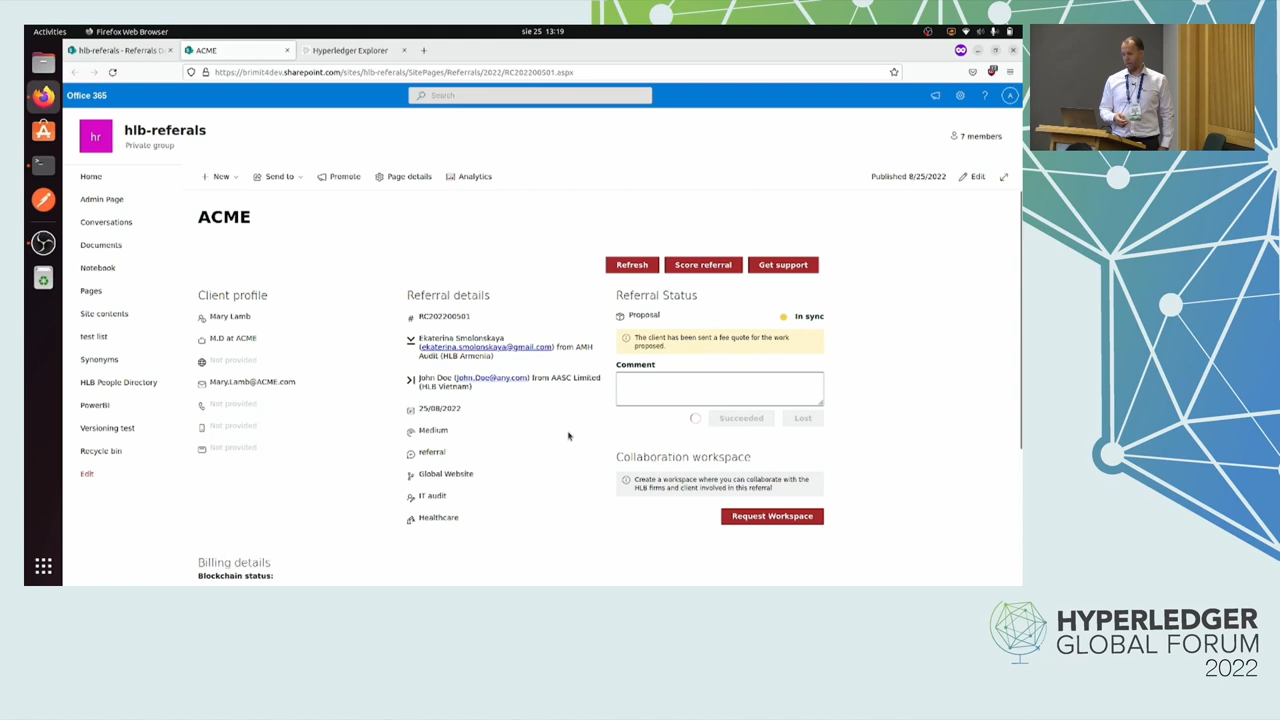 Activities
Firefox Web Browser
sie 25 13:19
hlb-referrals - Referrals D
ACME
Hyperledger Explorer
https://brimit4dev.sharepoint.com/sites/hlb-referals/SitePages/Referrals/2022/RC202200501.aspx
Office 365
Search
A
hr
hlb-referals
Private group
7 members
Home
Admin Page
Conversations
Documents
Notebook
Pages
Site contents
test list
Synonyms
HLB People Directory
PowerBI
Versioning test
Recycle bin
Edit
New
Send to
Promote
Page details
Analytics
Published 8/25/2022
Edit
ACME
Refresh
Score referral
Get support
Client profile
Mary Lamb
M.D at ACME
Not provided
Mary.Lamb@ACME.com
Not provided
Not provided
Not provided
Referral details
# RC202200501
Ekaterina Smolonskaya
(ekaterina.smolonskaya@gmail.com) from AMH
Audit (HLB Armenia)
John Doe (John.Doe@any.com) from AASC Limited
(HLB Vietnam)
25/08/2022
Medium
referral
Global Website
IT audit
Healthcare
Referral Status
Proposal
In sync
The client has been sent a fee quote for the work
proposed.
Comment
Succeeded
Lost
Collaboration workspace
Create a workspace where you can collaborate with the
HLB firms and client involved in this referral
Request Workspace
Billing details
Blockchain status:
HYPERLEDGER
GLOBAL FORUM
2022